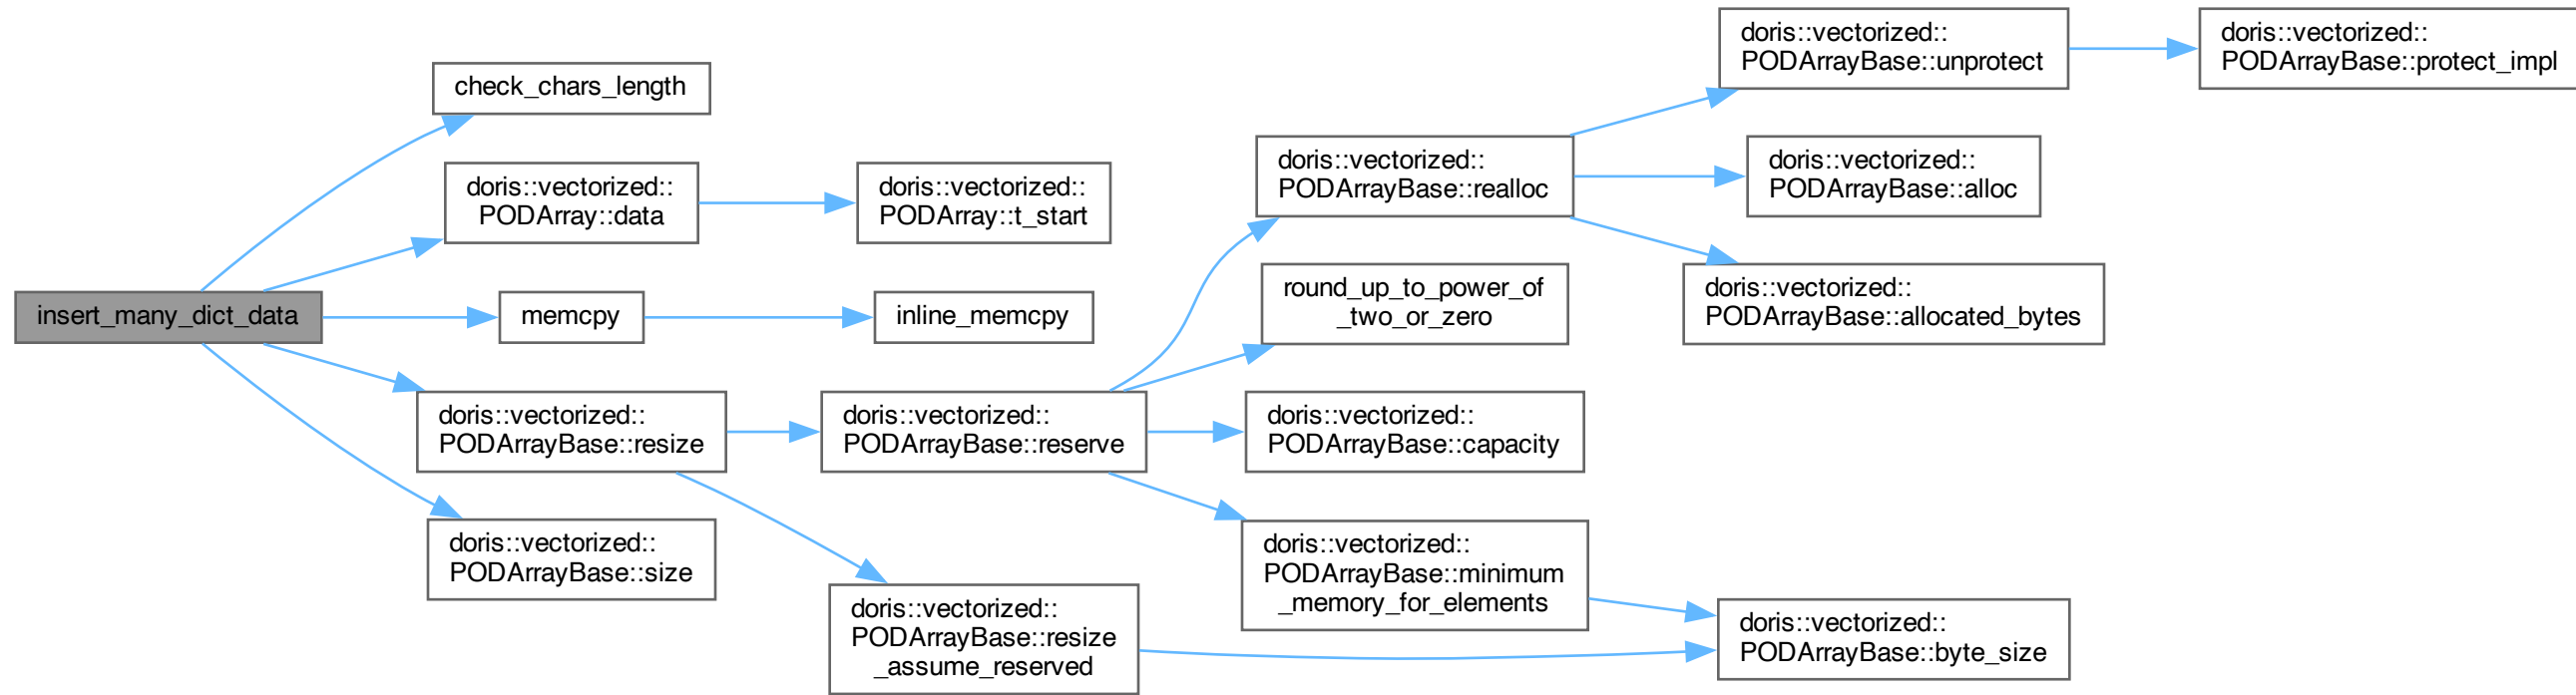 insert_many_dict_data
check_chars_length
doris::vectorized::
PODArray::data
doris::vectorized::
PODArray::t_start
memcpy
inline_memcpy
doris::vectorized::
PODArrayBase::resize
doris::vectorized::
PODArrayBase::reserve
doris::vectorized::
PODArrayBase::realloc
doris::vectorized::
PODArrayBase::unprotect
doris::vectorized::
PODArrayBase::protect_impl
doris::vectorized::
PODArrayBase::alloc
doris::vectorized::
PODArrayBase::allocated_bytes
round_up_to_power_of
_two_or_zero
doris::vectorized::
PODArrayBase::capacity
doris::vectorized::
PODArrayBase::minimum
_memory_for_elements
doris::vectorized::
PODArrayBase::byte_size
doris::vectorized::
PODArrayBase::resize
_assume_reserved
doris::vectorized::
PODArrayBase::size